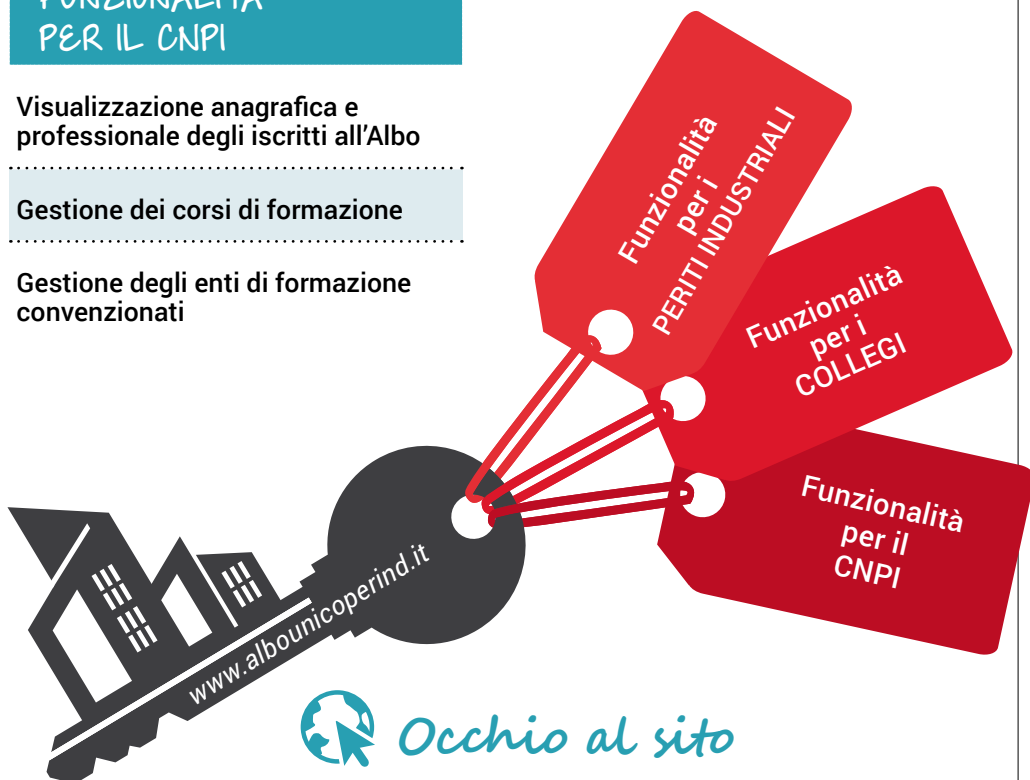 FUNZIONALITÀ
PER IL CNPI
Visualizzazione anagrafica e
professionale degli iscritti all'Albo
Gestione dei corsi di formazione
Gestione degli enti di formazione
convenzionati
Funzionalità
per i
PERITI INDUSTRIALI
Funzionalità
per i
COLLEGI
Funzionalità
per il
CNPI
www.albounicoperind.it
Occhio al sito